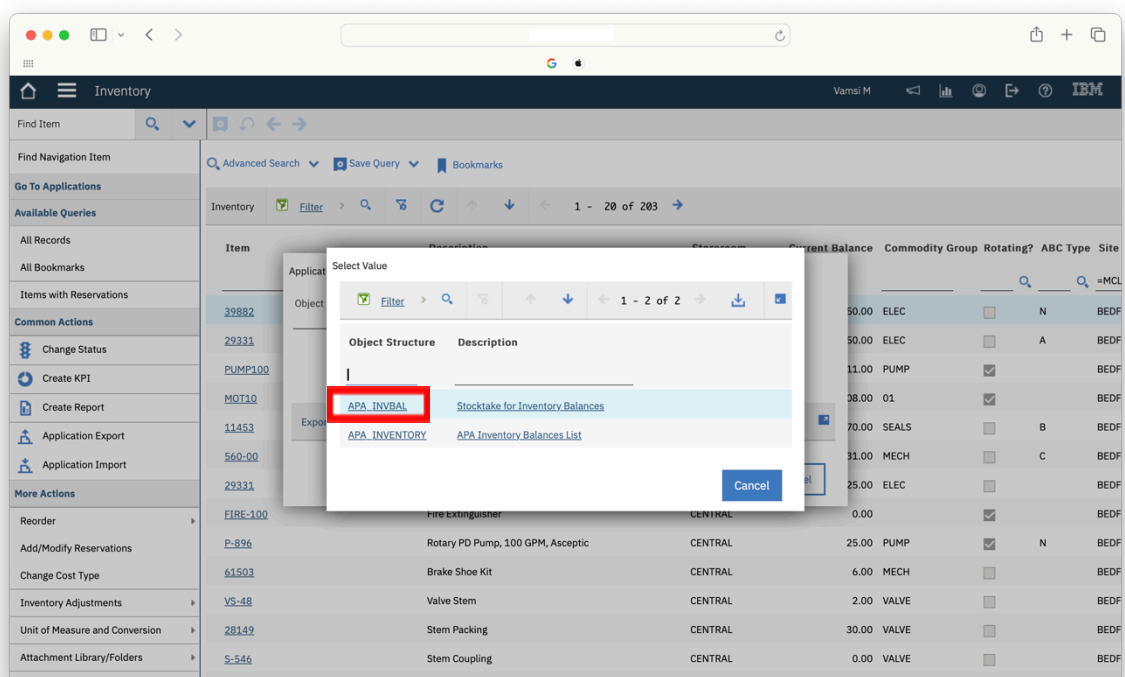 Inventory
Vamsi M
IBM
Find Item
Find Navigation Item
Advanced Search
Save Query
Bookmarks
Go To Applications
Available Queries
Inventory Filter 1 - 20 of 203
All Records
All Bookmarks
Items with Reservations
Common Actions
Change Status
Create KPI
Create Report
Application Export
Application Import
More Actions
Reorder
Add/Modify Reservations
Change Cost Type
Inventory Adjustments
Unit of Measure and Conversion
Attachment Library/Folders
Item Description Storeroom Current Balance Commodity Group Rotating? ABC Type Site
=MCL
39882 50.00 ELEC N BEDF
29331 50.00 ELEC A BEDF
PUMP100 11.00 PUMP BEDF
MOT10 08.00 01 BEDF
11453 70.00 SEALS B BEDF
560-00 31.00 MECH C BEDF
29331 25.00 ELEC BEDF
FIRE-100 Fire Extinguisher CENTRAL 0.00 BEDF
P-896 Rotary PD Pump, 100 GPM, Asceptic CENTRAL 25.00 PUMP N BEDF
61503 Brake Shoe Kit CENTRAL 6.00 MECH BEDF
VS-48 Valve Stem CENTRAL 2.00 VALVE BEDF
28149 Stem Packing CENTRAL 30.00 VALVE BEDF
S-546 Stem Coupling CENTRAL 0.00 VALVE BEDF
Applicat
Object
Expor
el
Select Value
Filter 1 - 2 of 2
Object Structure Description
APA_INVBAL Stocktake for Inventory Balances
APA_INVENTORY APA Inventory Balances List
Cancel